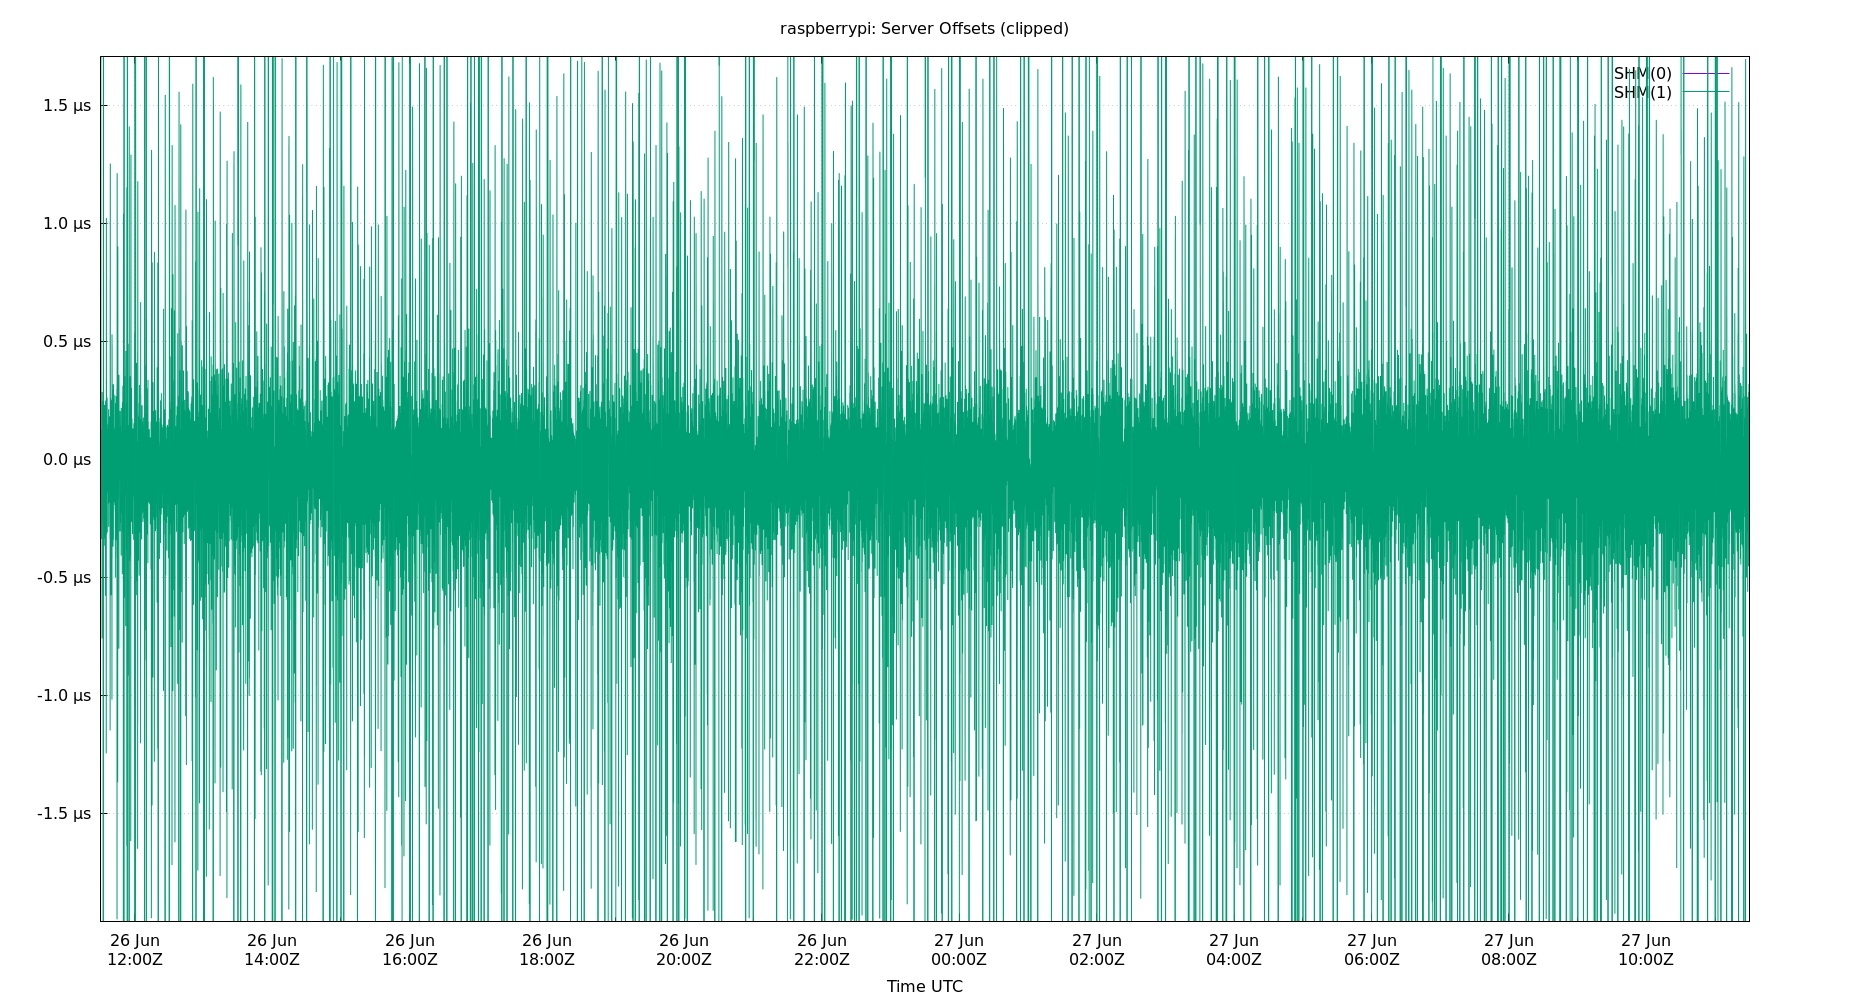 raspberrypi: Server Offsets (clipped)
SHM(0)
SHM(1)
1.5 µs
1.0 µs
0.5 µs
0.0 µs
-0.5 µs
-1.0 µs
-1.5 µs
26 Jun 26 Jun 26 Jun 26 Jun 26 Jun 26 Jun 27 Jun 27 Jun 27 Jun 27 Jun 27 Jun 27 Jun
12:00Z 14:00Z 16:00Z 18:00Z 20:00Z 22:00Z 00:00Z 02:00Z 04:00Z 06:00Z 08:00Z 10:00Z
Time UTC